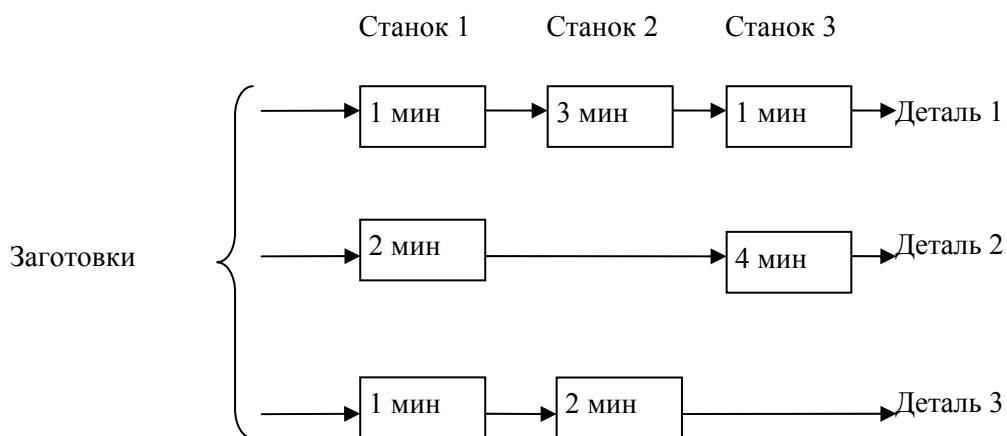 Станок 1 Станок 2 Станок 3
1 мин 3 мин 1 мин Деталь 1
Заготовки
2 мин 4 мин Деталь 2
1 мин 2 мин Деталь 3